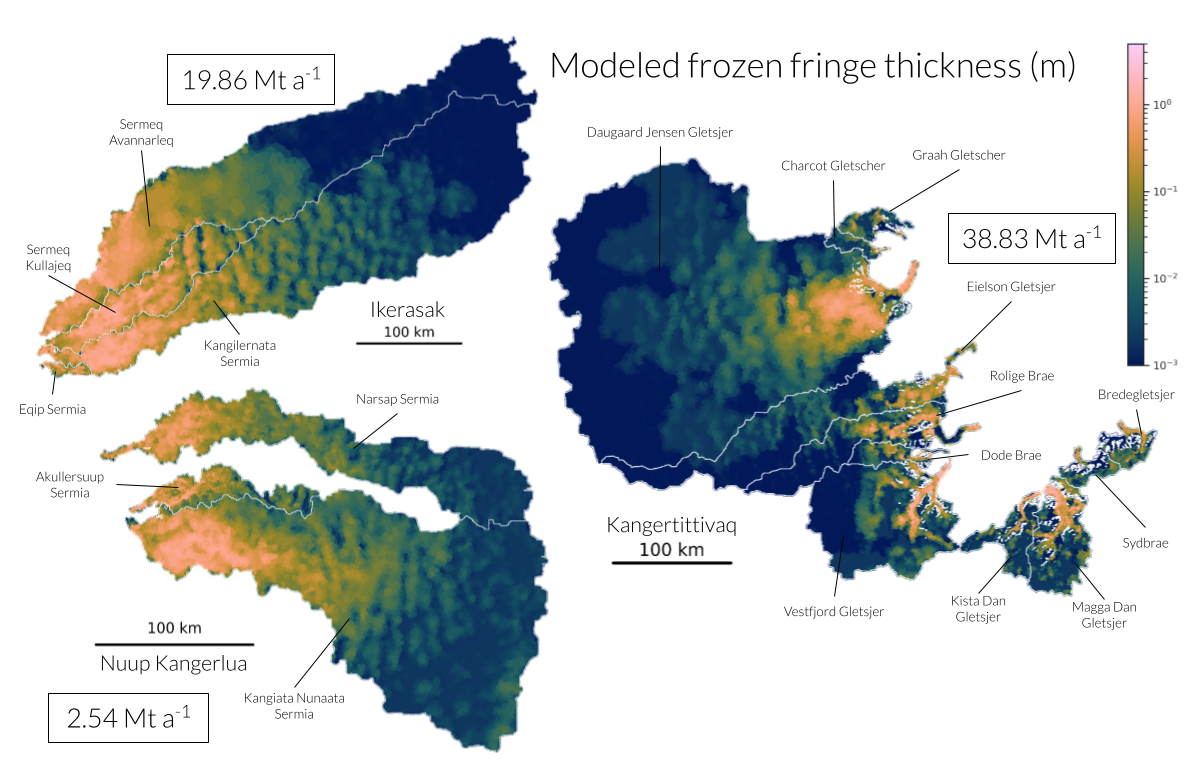 Modeled frozen fringe thickness (m)
19.86 Mt a-1
Sermeq
Avannarleq
Sermeq
Kullajeq
Ikerasak
100 km
Kangilernata
Sermia
Eqip Sermia
Narsap Sermia
Akullersuup
Sermia
100 km
Nuup Kangerlua
Kangiata Nunaata
Sermia
2.54 Mt a-1
Daugaard Jensen Gletsjer
Charcot Gletscher
Graah Gletscher
38.83 Mt a-1
Eielson Gletsjer
Rolige Brae
Bredegletsjer
Dode Brae
Kangertittivaq
100 km
Sydbrae
Vestfjord Gletsjer
Kista Dan
Gletsjer
Magga Dan
Gletsjer
10^0
10^-1
10^-2
10^-3